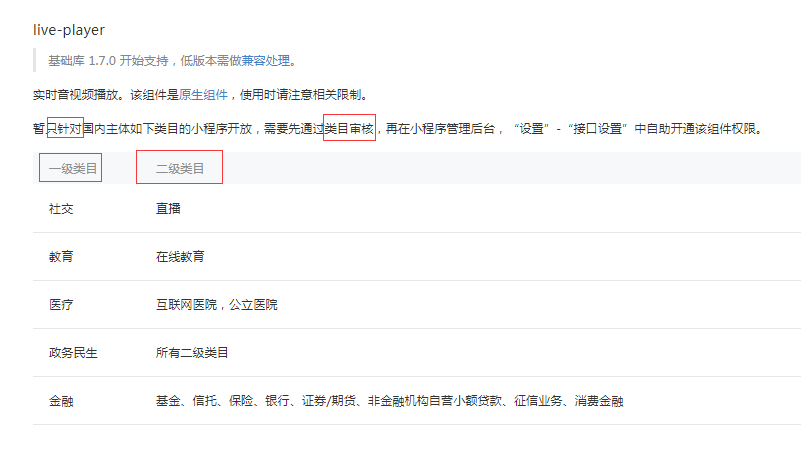 live-player
基础库 1.7.0 开始支持，低版本需做兼容处理。
实时音视频播放。该组件是原生组件，使用时请注意相关限制。
暂只针对国内主体如下类目的小程序开放，需要先通过类目审核，再在小程序管理后台，“设置”-“接口设置”中自助开通该组件权限。
一级类目 二级类目
社交 直播
教育 在线教育
医疗 互联网医院，公立医院
政务民生 所有二级类目
金融 基金、信托、保险、银行、证券/期货、非金融机构自营小额贷款、征信业务、消费金融